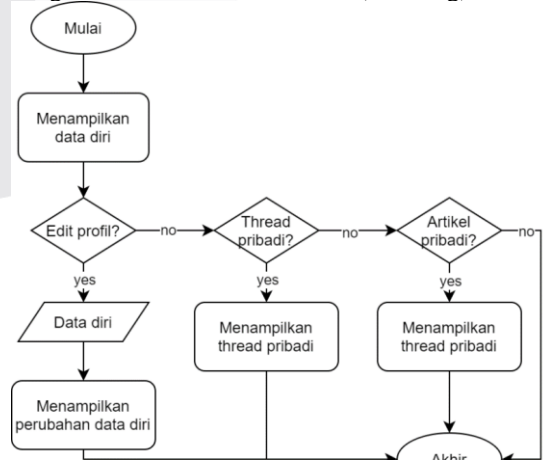 Mulai
Menampilkan
data diri
Edit profil?
no
Thread
pribadi?
no
Artikel
pribadi?
no
yes
yes
yes
Data diri
Menampilkan
thread pribadi
Menampilkan
thread pribadi
Menampilkan
perubahan data diri
Akhir